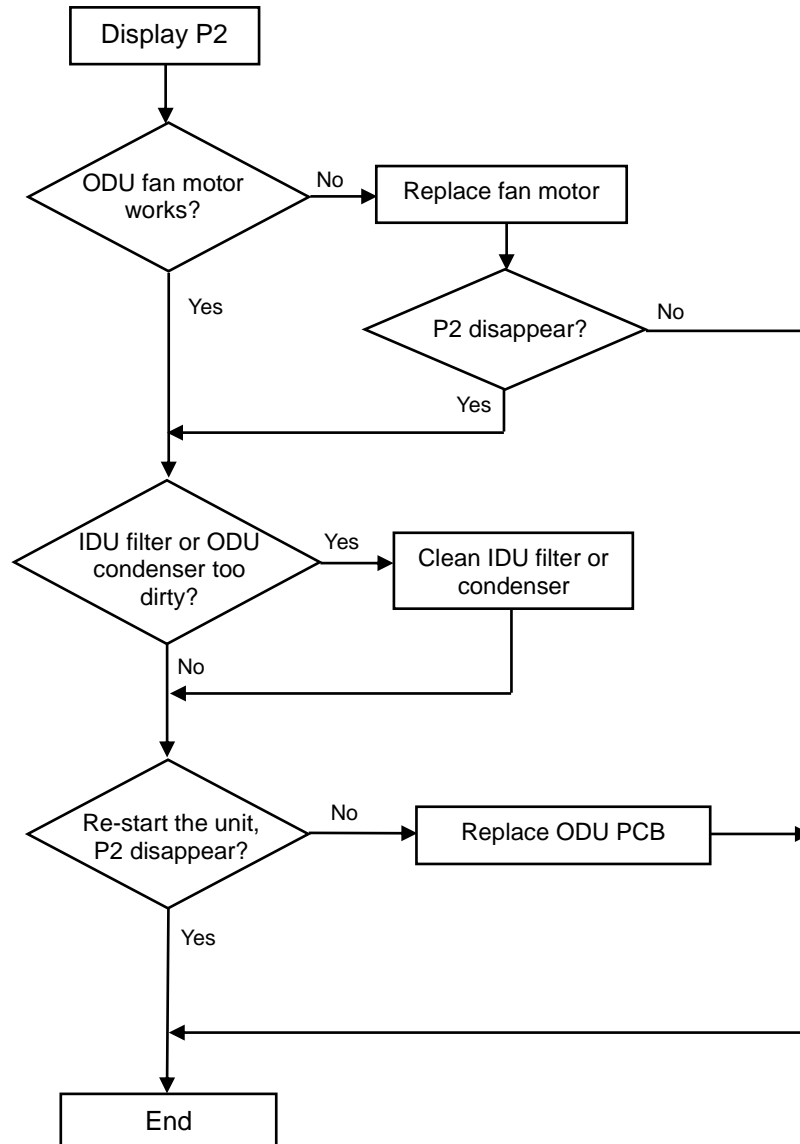 Display P2
ODU fan motor
works?
No
Replace fan motor
Yes
P2 disappear?
No
Yes
IDU filter or ODU
condenser too
dirty?
Yes
Clean IDU filter or
condenser
No
Re-start the unit,
P2 disappear?
No
Replace ODU PCB
Yes
End